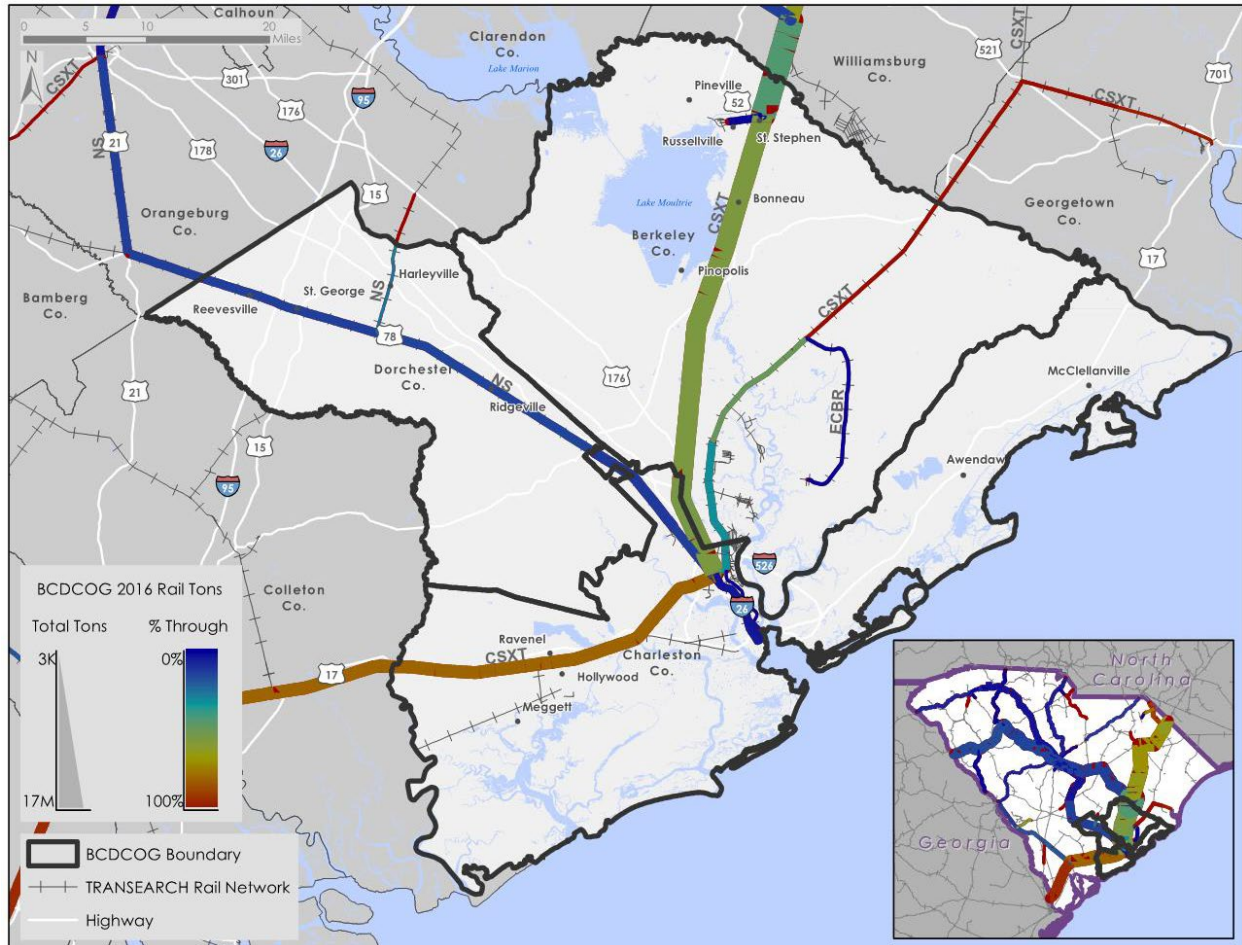 0 5 10 20
Miles
N
Calhoun
Co.
Clarendon
Co.
Lake Marion
Williamsburg
Co.
521
CSXT
701
CSXT
CSXT
301
95
176
NS
21
178
26
15
Pineville
52
Russellville
St. Stephen
Orangeburg
Co.
Lake Moultrie
Bonneau
CSXT
Berkeley
Co.
Georgetown
Co.
17
Harleyville
St. George
NS
Pinopolis
Bamberg
Co.
Reevesville
78
CSXT
Dorchester
Co.
NS
Ridgeville
176
McClellanville
21
ECBR
15
95
Awendaw
526
26
Colleton
Co.
Ravenel
CSXT
Charleston
Co.
17
Hollywood
Meggett
BCDCOG 2016 Rail Tons
Total Tons % Through
3K 0%
17M 100%
BCDCOG Boundary
TRANSEARCH Rail Network
Highway
North
Carolina
Georgia